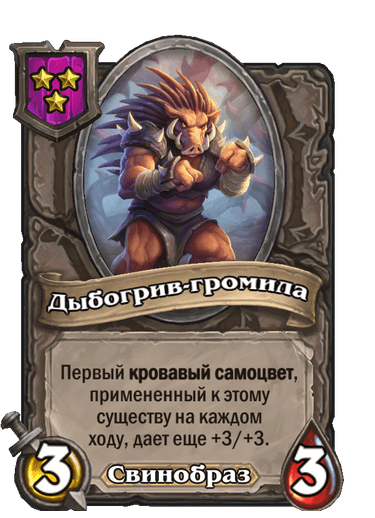 Дыбогрив-громила
Первый кровавый самоцвет,
примененный к этому
существу на каждом
ходу, дает еще +3/+3.
3
Свинобраз
3